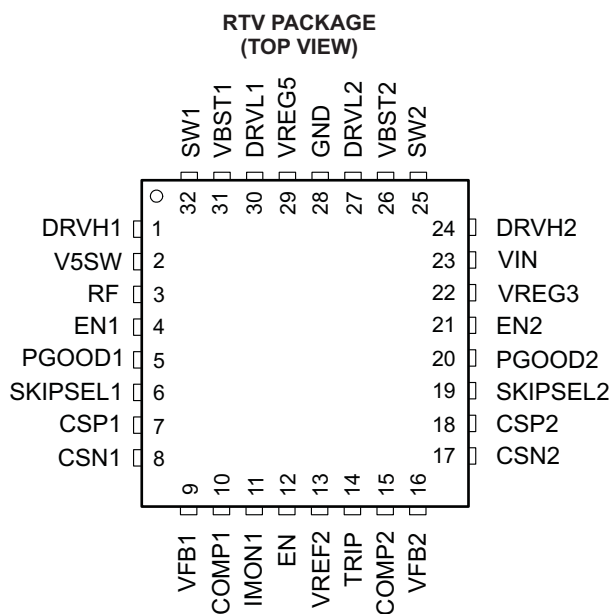 RTV PACKAGE
(TOP VIEW)
SW1
VBST1
DRVL1
VREG5
GND
DRVL2
VBST2
SW2
32
31
30
29
28
27
26
25
DRVH1 1
V5SW 2
RF 3
EN1 4
PGOOD1 5
SKIPSEL1 6
CSP1 7
CSN1 8
24 DRVH2
23 VIN
22 VREG3
21 EN2
20 PGOOD2
19 SKIPSEL2
18 CSP2
17 CSN2
9
10
11
12
13
14
15
16
VFB1
COMP1
IMON1
EN
VREF2
TRIP
COMP2
VFB2